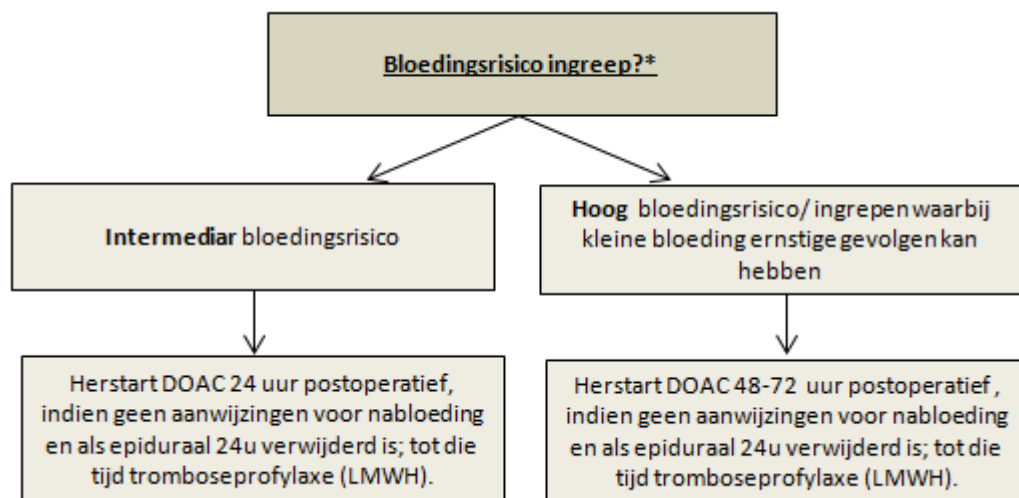 Bloedingsrisico ingreep?*
Intermediar bloedingsrisico
Hoog bloedingsrisico/ ingrepen waarbij
kleine bloeding ernstige gevolgen kan
hebben
Herstart DOAC 24 uur postoperatief,
indien geen aanwijzingen voor nabloeding
en als epiduraal 24u verwijderd is; tot die
tijd tromboseprofylaxe (LMWH).
Herstart DOAC 48-72 uur postoperatief,
indien geen aanwijzingen voor nabloeding
en als epiduraal 24u verwijderd is; tot die
tijd tromboseprofylaxe (LMWH).